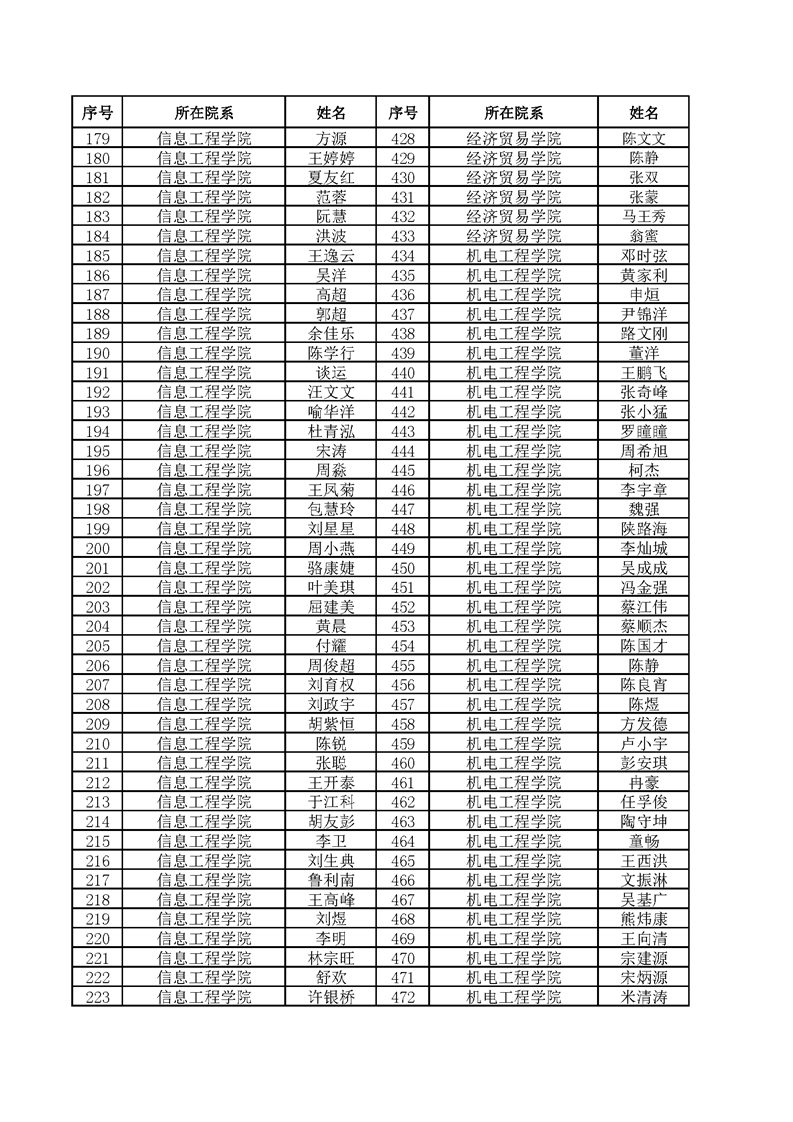 序号 所在院系 姓名 序号 所在院系 姓名
179 信息工程学院 方源 428 经济贸易学院 陈文文
180 信息工程学院 王婷婷 429 经济贸易学院 陈静
181 信息工程学院 夏友红 430 经济贸易学院 张双
182 信息工程学院 范蓉 431 经济贸易学院 张蒙
183 信息工程学院 阮慧 432 经济贸易学院 马王秀
184 信息工程学院 洪波 433 经济贸易学院 翁蜜
185 信息工程学院 王逸云 434 机电工程学院 邓时弦
186 信息工程学院 吴洋 435 机电工程学院 黄家利
187 信息工程学院 高超 436 机电工程学院 申烜
188 信息工程学院 郭超 437 机电工程学院 尹锦洋
189 信息工程学院 余佳乐 438 机电工程学院 路文刚
190 信息工程学院 陈学行 439 机电工程学院 董洋
191 信息工程学院 谈运 440 机电工程学院 王鹏飞
192 信息工程学院 汪文文 441 机电工程学院 张奇峰
193 信息工程学院 喻华洋 442 机电工程学院 张小猛
194 信息工程学院 杜青泓 443 机电工程学院 罗瞳瞳
195 信息工程学院 宋涛 444 机电工程学院 周希旭
196 信息工程学院 周淼 445 机电工程学院 柯杰
197 信息工程学院 王凤菊 446 机电工程学院 李宇章
198 信息工程学院 包慧玲 447 机电工程学院 魏强
199 信息工程学院 刘星星 448 机电工程学院 陕路海
200 信息工程学院 周小燕 449 机电工程学院 李灿城
201 信息工程学院 骆康婕 450 机电工程学院 吴成成
202 信息工程学院 叶美琪 451 机电工程学院 冯金强
203 信息工程学院 屈建美 452 机电工程学院 蔡江伟
204 信息工程学院 黄晨 453 机电工程学院 蔡顺杰
205 信息工程学院 付耀 454 机电工程学院 陈国才
206 信息工程学院 周俊超 455 机电工程学院 陈静
207 信息工程学院 刘育权 456 机电工程学院 陈良宵
208 信息工程学院 刘政宇 457 机电工程学院 陈煜
209 信息工程学院 胡紫恒 458 机电工程学院 方发德
210 信息工程学院 陈锐 459 机电工程学院 卢小宇
211 信息工程学院 张聪 460 机电工程学院 彭安琪
212 信息工程学院 王开泰 461 机电工程学院 冉豪
213 信息工程学院 于江科 462 机电工程学院 任孚俊
214 信息工程学院 胡友彭 463 机电工程学院 陶守坤
215 信息工程学院 李卫 464 机电工程学院 童畅
216 信息工程学院 刘生典 465 机电工程学院 王西洪
217 信息工程学院 鲁利南 466 机电工程学院 文振淋
218 信息工程学院 王高峰 467 机电工程学院 吴基广
219 信息工程学院 刘煜 468 机电工程学院 熊炜康
220 信息工程学院 李明 469 机电工程学院 王向清
221 信息工程学院 林宗旺 470 机电工程学院 宗建源
222 信息工程学院 舒欢 471 机电工程学院 宋炳源
223 信息工程学院 许银桥 472 机电工程学院 米清涛